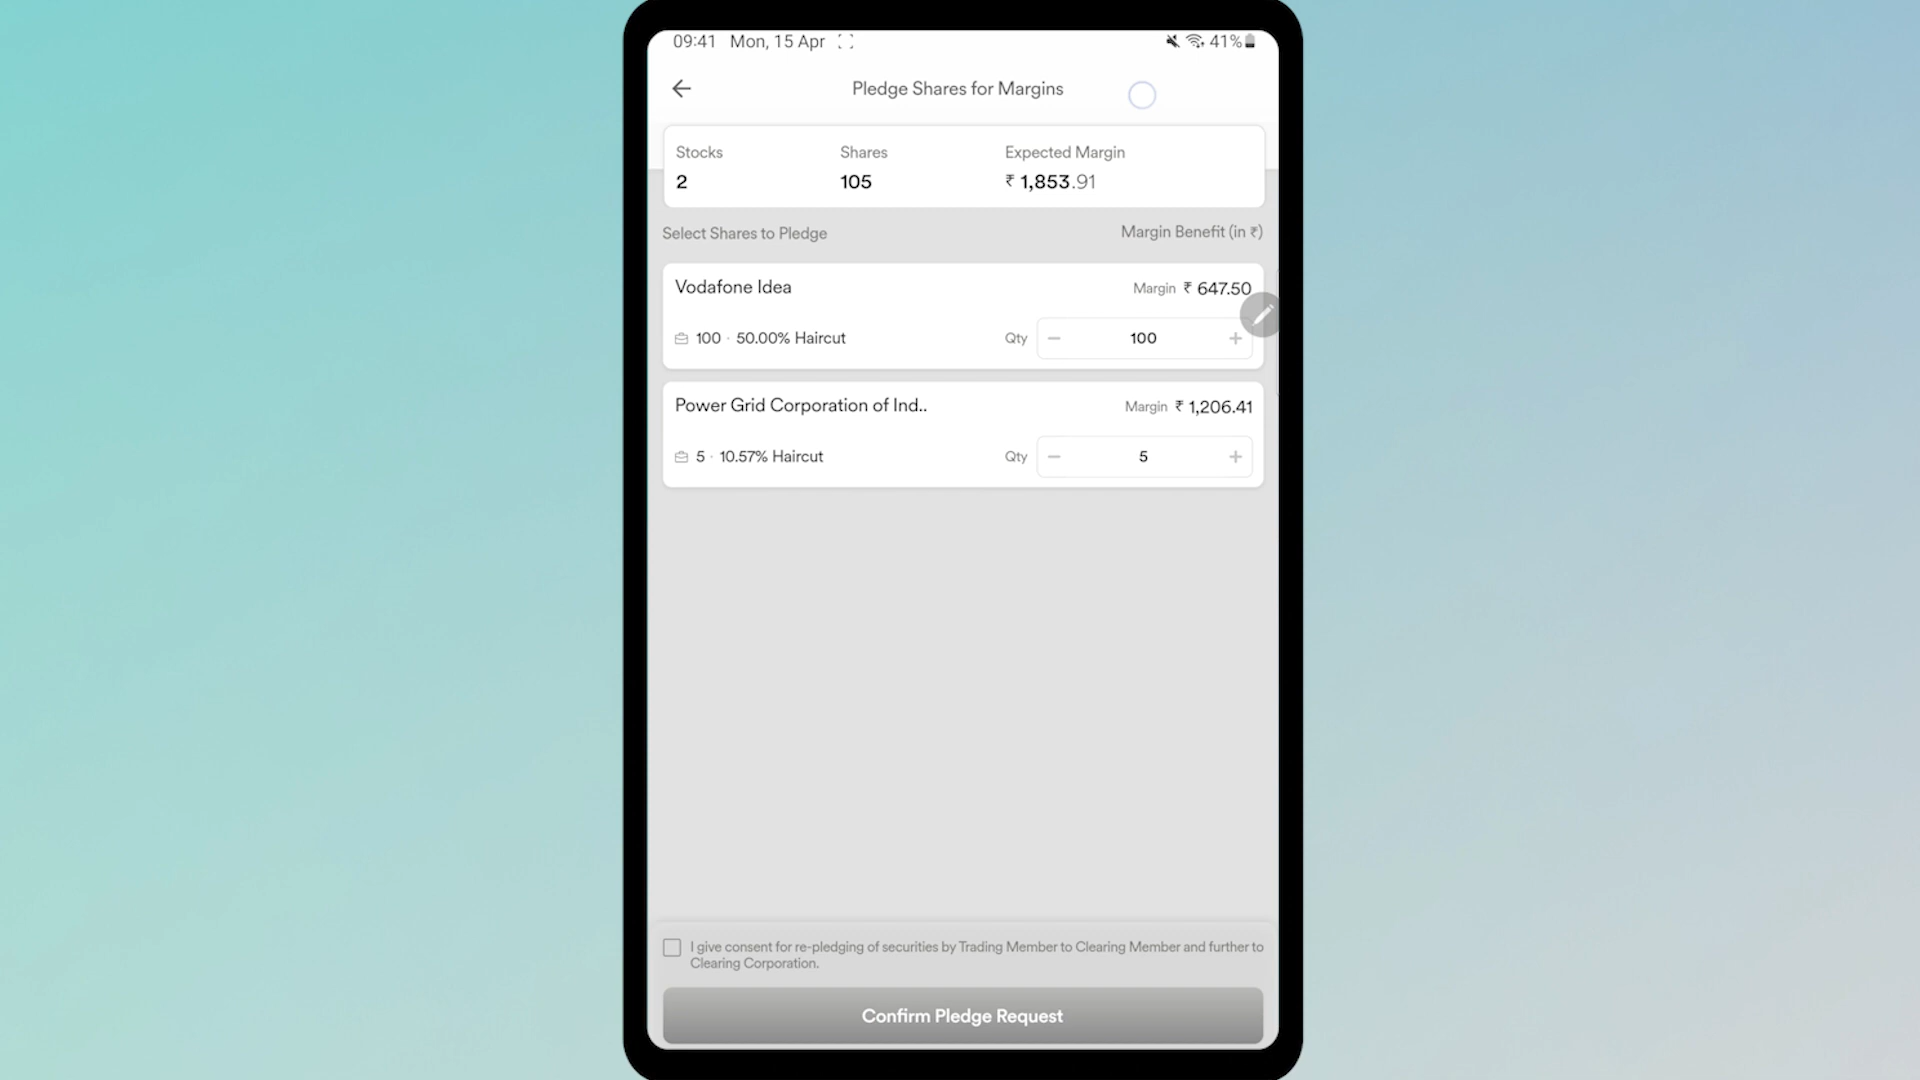 09:41 Mon, 15 Apr 41%
Pledge Shares for Margins
Stocks Shares Expected Margin
2 105 ₹ 1,853.91
Select Shares to Pledge Margin Benefit (in ₹)
Vodafone Idea Margin ₹ 647.50
100 · 50.00% Haircut Qty − 100 +
Power Grid Corporation of Ind.. Margin ₹ 1,206.41
5 · 10.57% Haircut Qty − 5 +
I give consent for re-pledging of securities by Trading Member to Clearing Member and further to
Clearing Corporation.
Confirm Pledge Request